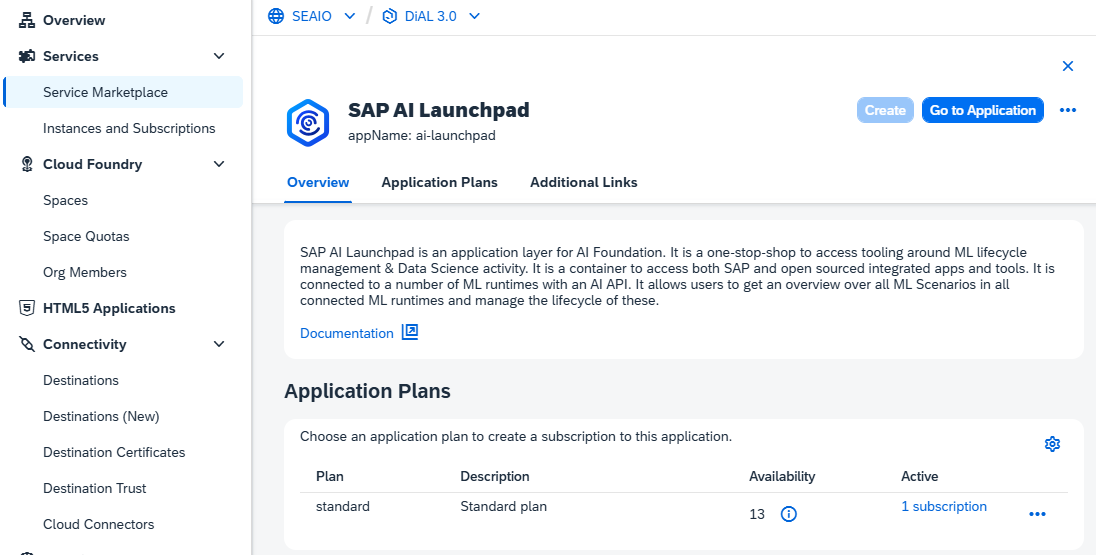 Overview
Services
Service Marketplace
Instances and Subscriptions
Cloud Foundry
Spaces
Space Quotas
Org Members
HTML5 Applications
Connectivity
Destinations
Destinations (New)
Destination Certificates
Destination Trust
Cloud Connectors
SEAIO / DiAL 3.0
SAP AI Launchpad
appName: ai-launchpad
Create Go to Application
Overview Application Plans Additional Links
SAP AI Launchpad is an application layer for AI Foundation. It is a one-stop-shop to access tooling around ML lifecycle
management & Data Science activity. It is a container to access both SAP and open sourced integrated apps and tools. It is
connected to a number of ML runtimes with an AI API. It allows users to get an overview over all ML Scenarios in all
connected ML runtimes and manage the lifecycle of these.
Documentation
Application Plans
Choose an application plan to create a subscription to this application.
Plan Description Availability Active
standard Standard plan 13 1 subscription